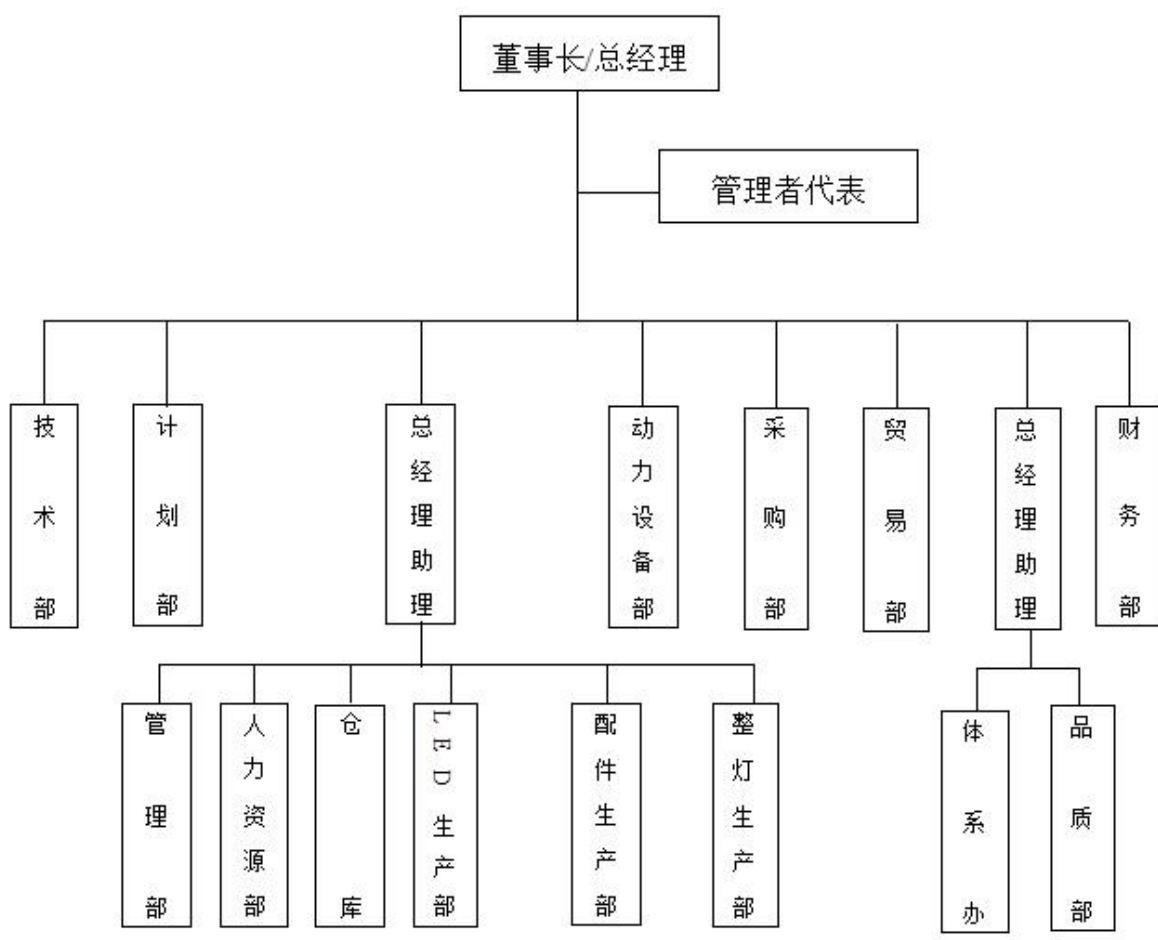 董事长/总经理
管理者代表
技术部
计划部
总经理助理
动力设备部
采购部
贸易部
总经理助理
财务部
管理部
人力资源部
仓库
LED生产部
配件生产部
整灯生产部
体系办
品质部